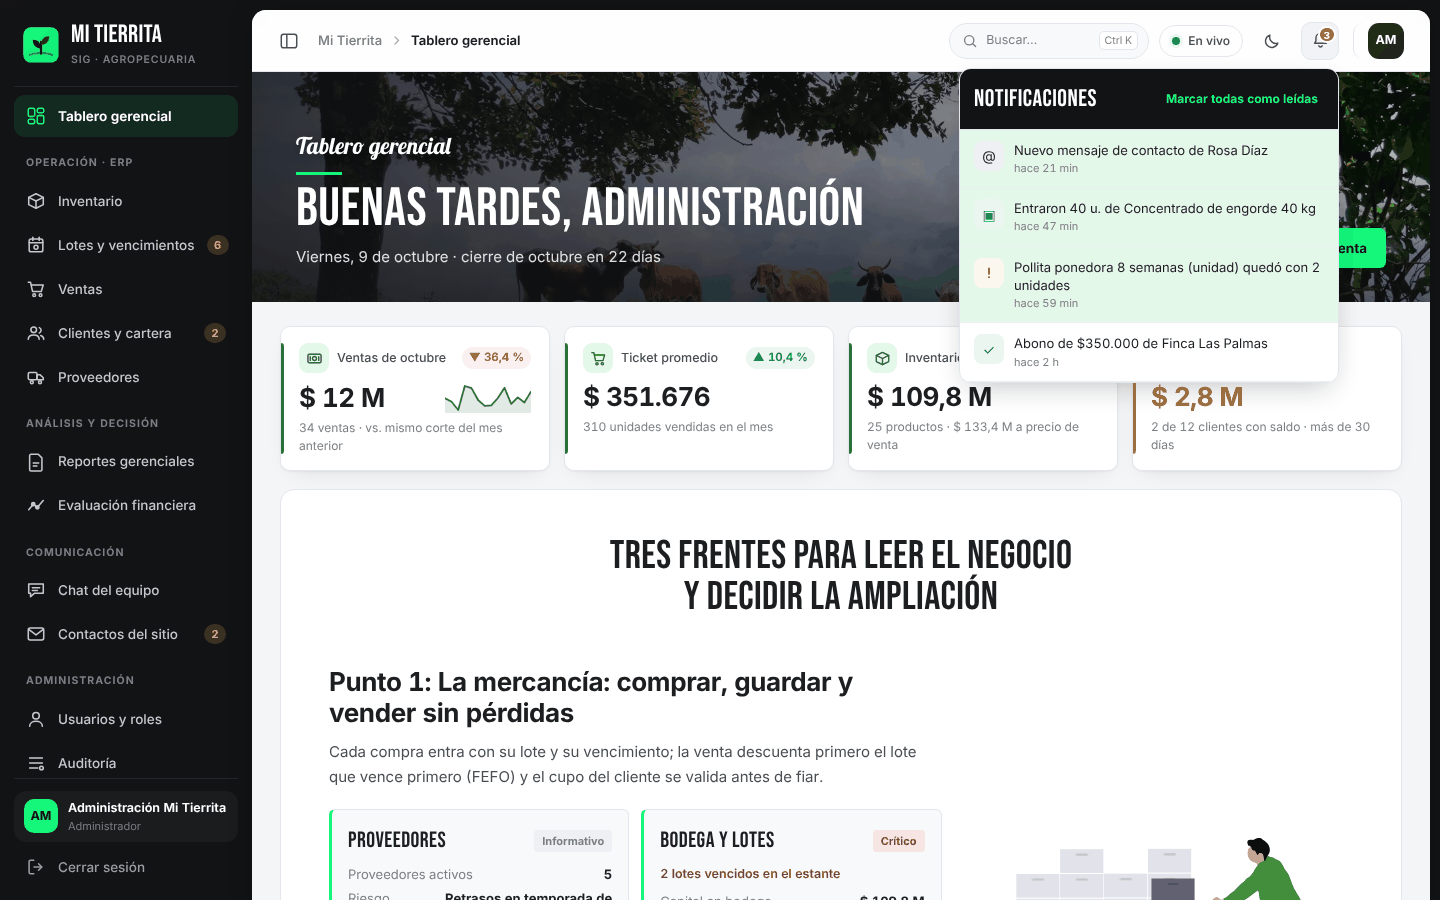 MI TIERRITA
SIG · AGROPECUARIA
Tablero gerencial
OPERACIÓN · ERP
Inventario
Lotes y vencimientos 6
Ventas
Clientes y cartera 2
Proveedores
ANÁLISIS Y DECISIÓN
Reportes gerenciales
Evaluación financiera
COMUNICACIÓN
Chat del equipo
Contactos del sitio 2
ADMINISTRACIÓN
Usuarios y roles
Auditoría
AM Administración Mi Tierrita
Administrador
Cerrar sesión
Mi Tierrita > Tablero gerencial
Buscar... Ctrl K
En vivo
3
AM
Tablero gerencial
BUENAS TARDES, ADMINISTRACIÓN
Viernes, 9 de octubre · cierre de octubre en 22 días
NOTIFICACIONES Marcar todas como leídas
@ Nuevo mensaje de contacto de Rosa Díaz
hace 21 min
Entraron 40 u. de Concentrado de engorde 40 kg
hace 47 min
! Pollita ponedora 8 semanas (unidad) quedó con 2
unidades
hace 59 min
✓ Abono de $350.000 de Finca Las Palmas
hace 2 h
Ventas de octubre ▼ 36,4 %
$ 12 M
34 ventas · vs. mismo corte del mes
anterior
Ticket promedio ▲ 10,4 %
$ 351.676
310 unidades vendidas en el mes
$ 109,8 M
25 productos · $ 133,4 M a precio de
venta
$ 2,8 M
2 de 12 clientes con saldo · más de 30
días
TRES FRENTES PARA LEER EL NEGOCIO
Y DECIDIR LA AMPLIACIÓN
Punto 1: La mercancía: comprar, guardar y
vender sin pérdidas
Cada compra entra con su lote y su vencimiento; la venta descuenta primero el lote
que vence primero (FEFO) y el cupo del cliente se valida antes de fiar.
PROVEEDORES Informativo
Proveedores activos 5
Riesgo Retrasos en temporada de
BODEGA Y LOTES Crítico
2 lotes vencidos en el estante
Capital en bodega $ 109,8 M